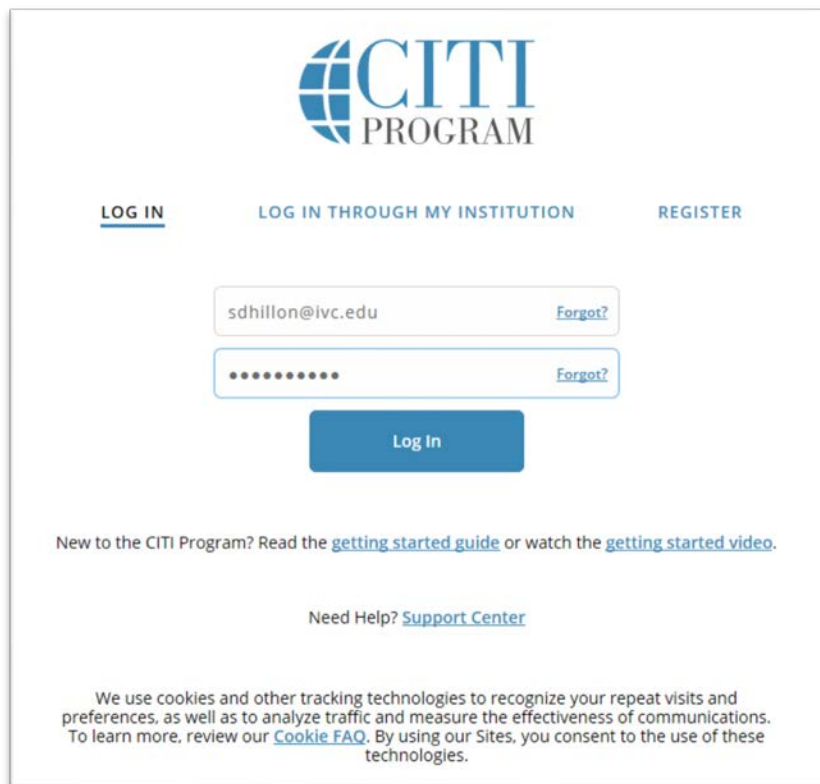 CITI
PROGRAM
LOG IN LOG IN THROUGH MY INSTITUTION REGISTER
sdhillon@ivc.edu Forgot?
•••••••••• Forgot?
Log In
New to the CITI Program? Read the getting started guide or watch the getting started video.
Need Help? Support Center
We use cookies and other tracking technologies to recognize your repeat visits and
preferences, as well as to analyze traffic and measure the effectiveness of communications.
To learn more, review our Cookie FAQ. By using our Sites, you consent to the use of these
technologies.